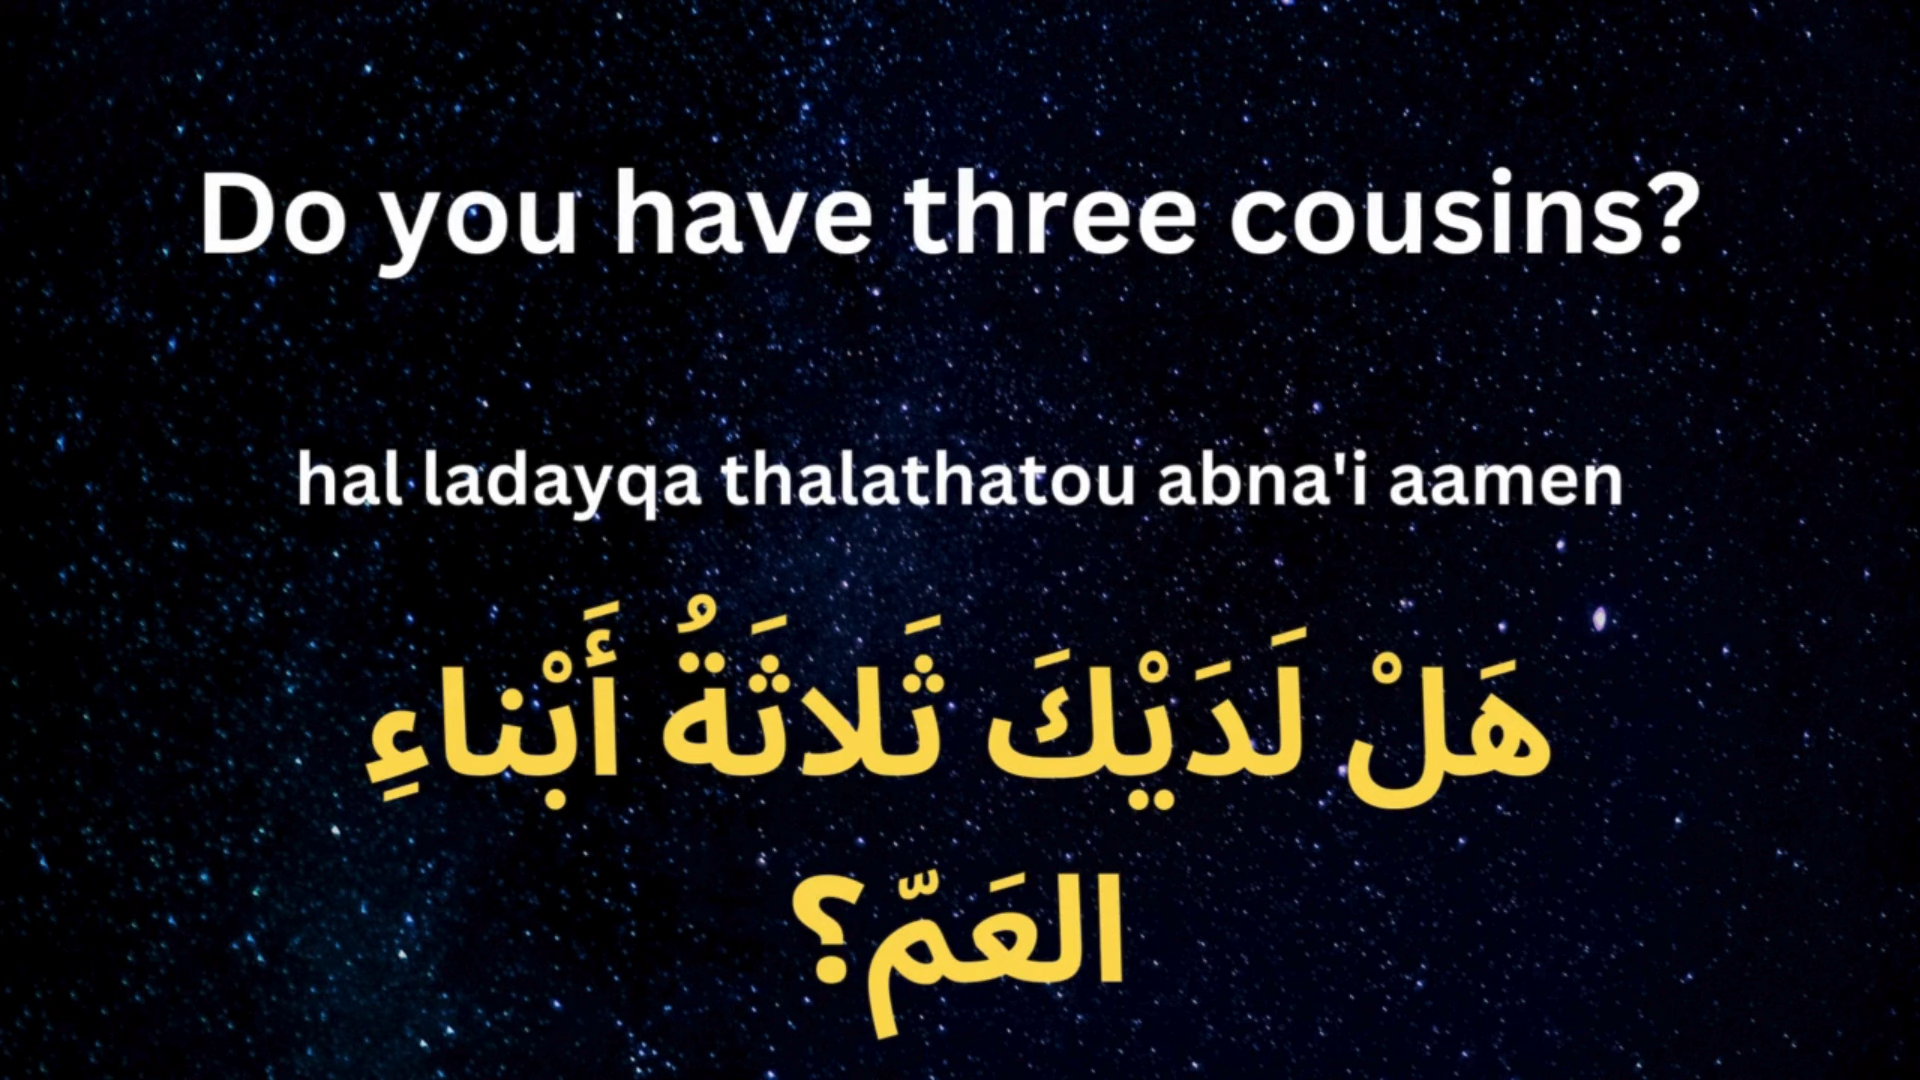 Do you have three cousins?
hal ladayqa thalathatou abna'i aamen
هَلْ لَدَيْكَ ثَلاثَةُ أَبْناءِ
العَمّ؟